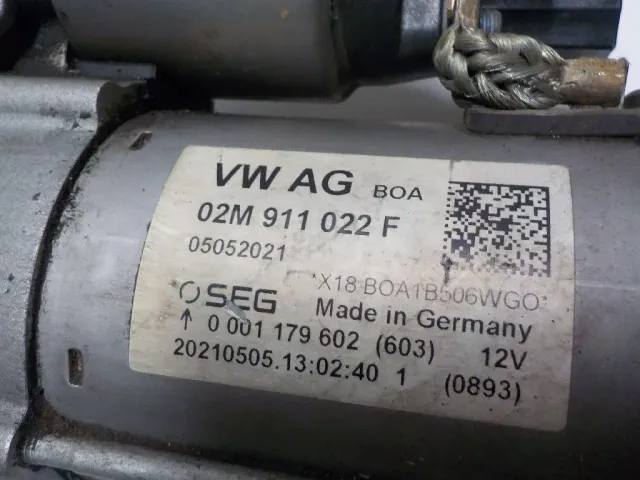 VW AG BOA
02M 911 022 F
05052021
*X18-BOA1B506WGO*
SEG Made in Germany
↑ 0 001 179 602 (603) 12V
20210505.13:02:40 1 (0893)